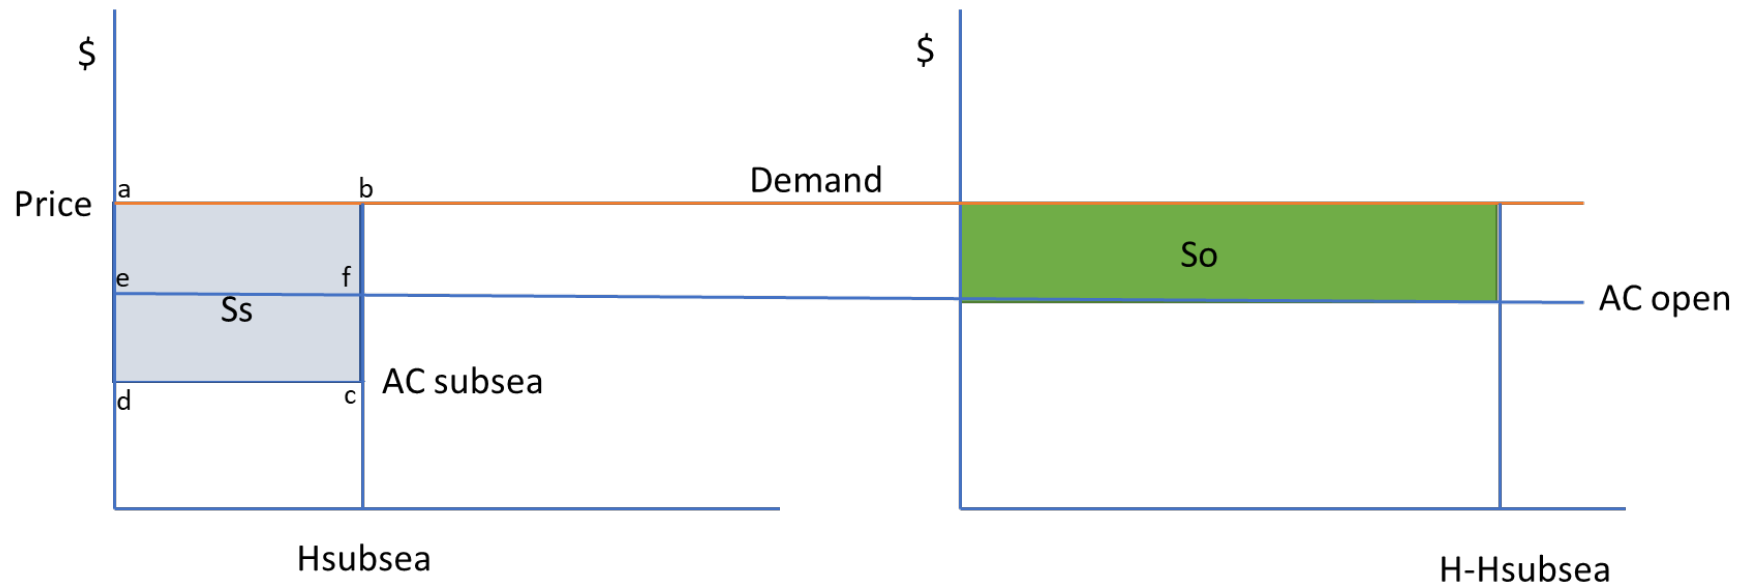 $
$
Demand
a
b
Price
So
e
f
Ss
AC open
AC subsea
d
c
Hsubsea
H-Hsubsea